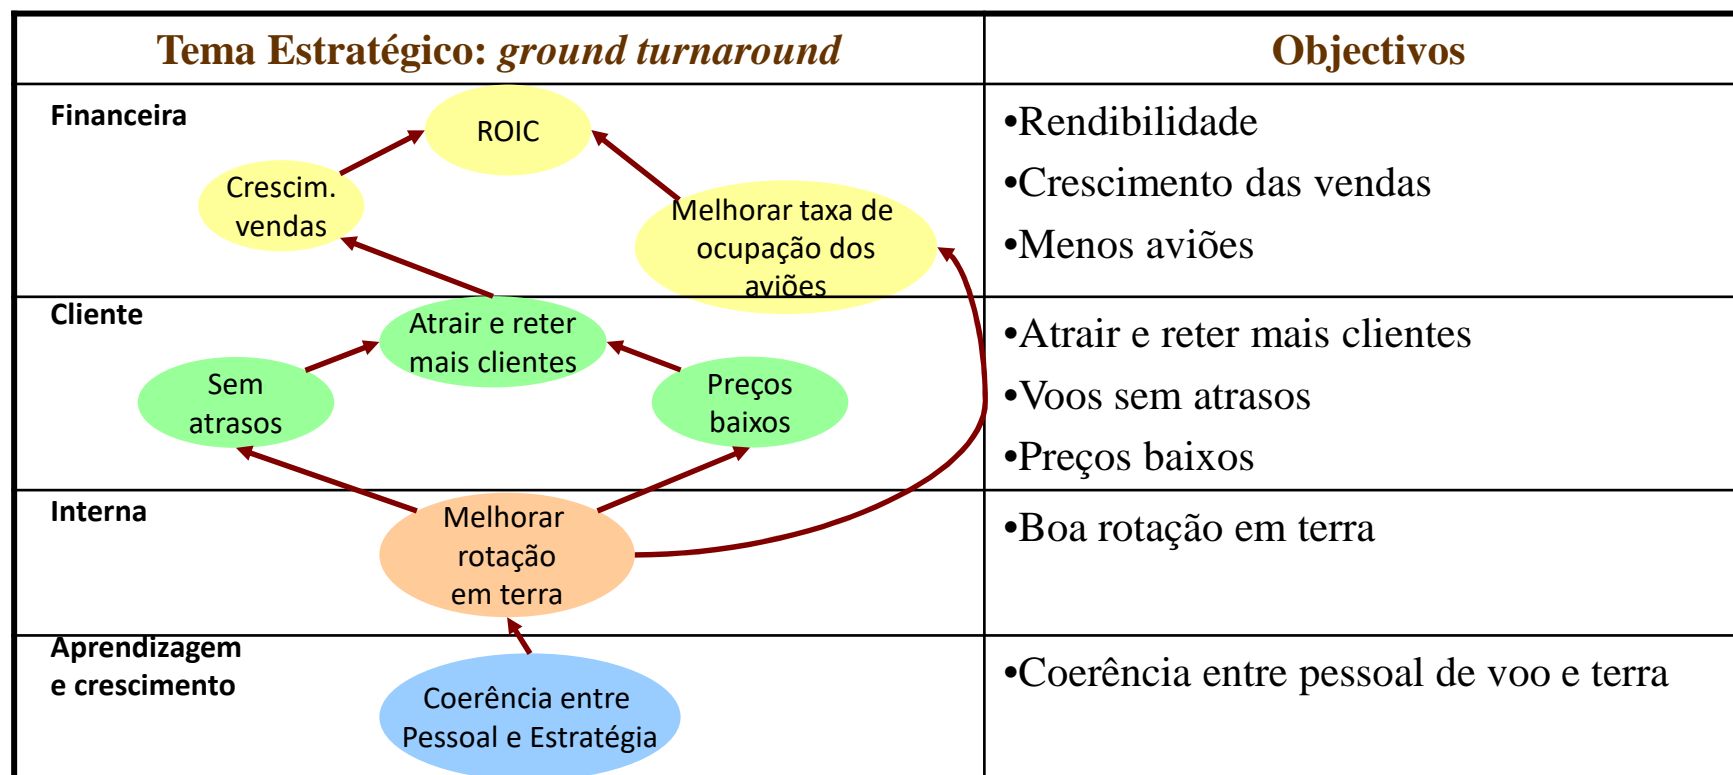 Tema Estratégico: ground turnaround
Objectivos
Financeira
ROIC
Crescim.
vendas
Melhorar taxa de
ocupação dos
aviões
•Rendibilidade
•Crescimento das vendas
•Menos aviões
Cliente
Atrair e reter
mais clientes
Sem
atrasos
Preços
baixos
•Atrair e reter mais clientes
•Voos sem atrasos
•Preços baixos
Interna
Melhorar
rotação
em terra
•Boa rotação em terra
Aprendizagem
e crescimento
Coerência entre
Pessoal e Estratégia
•Coerência entre pessoal de voo e terra